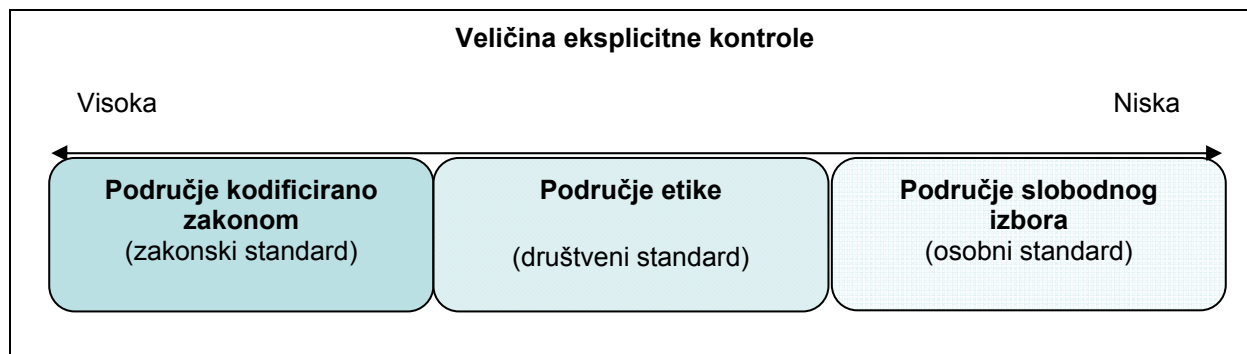 Veličina eksplicitne kontrole
Visoka
Niska
Područje kodificirano
zakonom
(zakonski standard)
Područje etike
(društveni standard)
Područje slobodnog
izbora
(osobni standard)